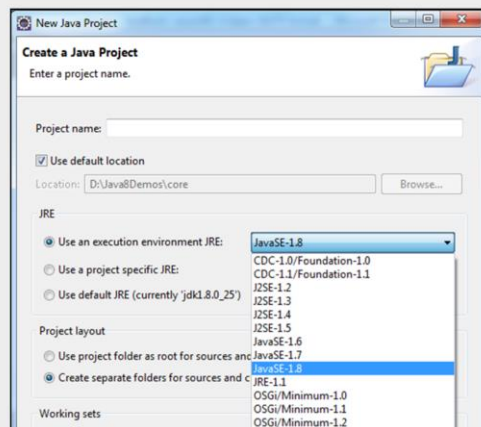 New Java Project
Create a Java Project
Enter a project name.
Project name:
Use default location
Location: D:\Java8Demos\core Browse...
JRE
Use an execution environment JRE: JavaSE-1.8
CDC-1.0/Foundation-1.0
CDC-1.1/Foundation-1.1
Use a project specific JRE:
J2SE-1.2
J2SE-1.3
Use default JRE (currently 'jdk1.8.0_25')
J2SE-1.4
J2SE-1.5
JavaSE-1.6
Project layout
Use project folder as root for sources and JavaSE-1.7
JavaSE-1.8
Create separate folders for sources and c
JRE-1.1
OSGi/Minimum-1.0
OSGi/Minimum-1.1
Working sets
OSGi/Minimum-1.2